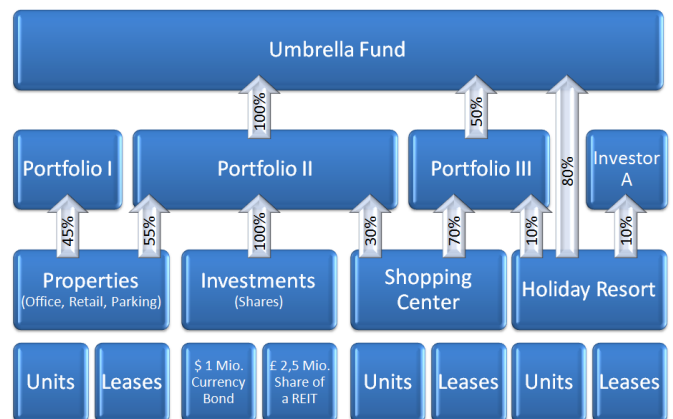 Umbrella Fund
100%
50%
80%
Portfolio I
Portfolio II
Portfolio III
Investor
A
45%
55%
100%
30%
70%
10%
10%
Properties
(Office, Retail, Parking)
Investments
(Shares)
Shopping
Center
Holiday Resort
Units
Leases
$ 1 Mio.
Currency
Bond
£ 2,5 Mio.
Share of
a REIT
Units
Leases
Units
Leases